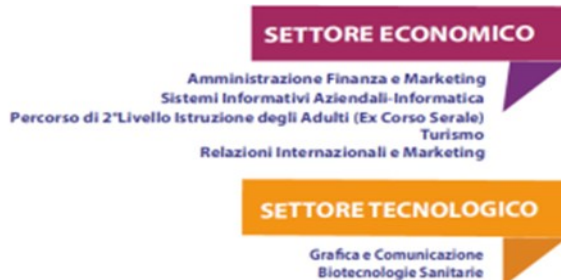 SETTORE ECONOMICO
Amministrazione Finanza e Marketing
Sistemi Informativi Aziendali-Informatica
Percorso di 2°Livello Istruzione degli Adulti (Ex Corso Serale)
Turismo
Relazioni Internazionali e Marketing
SETTORE TECNOLOGICO
Grafica e Comunicazione
Biotecnologie Sanitarie